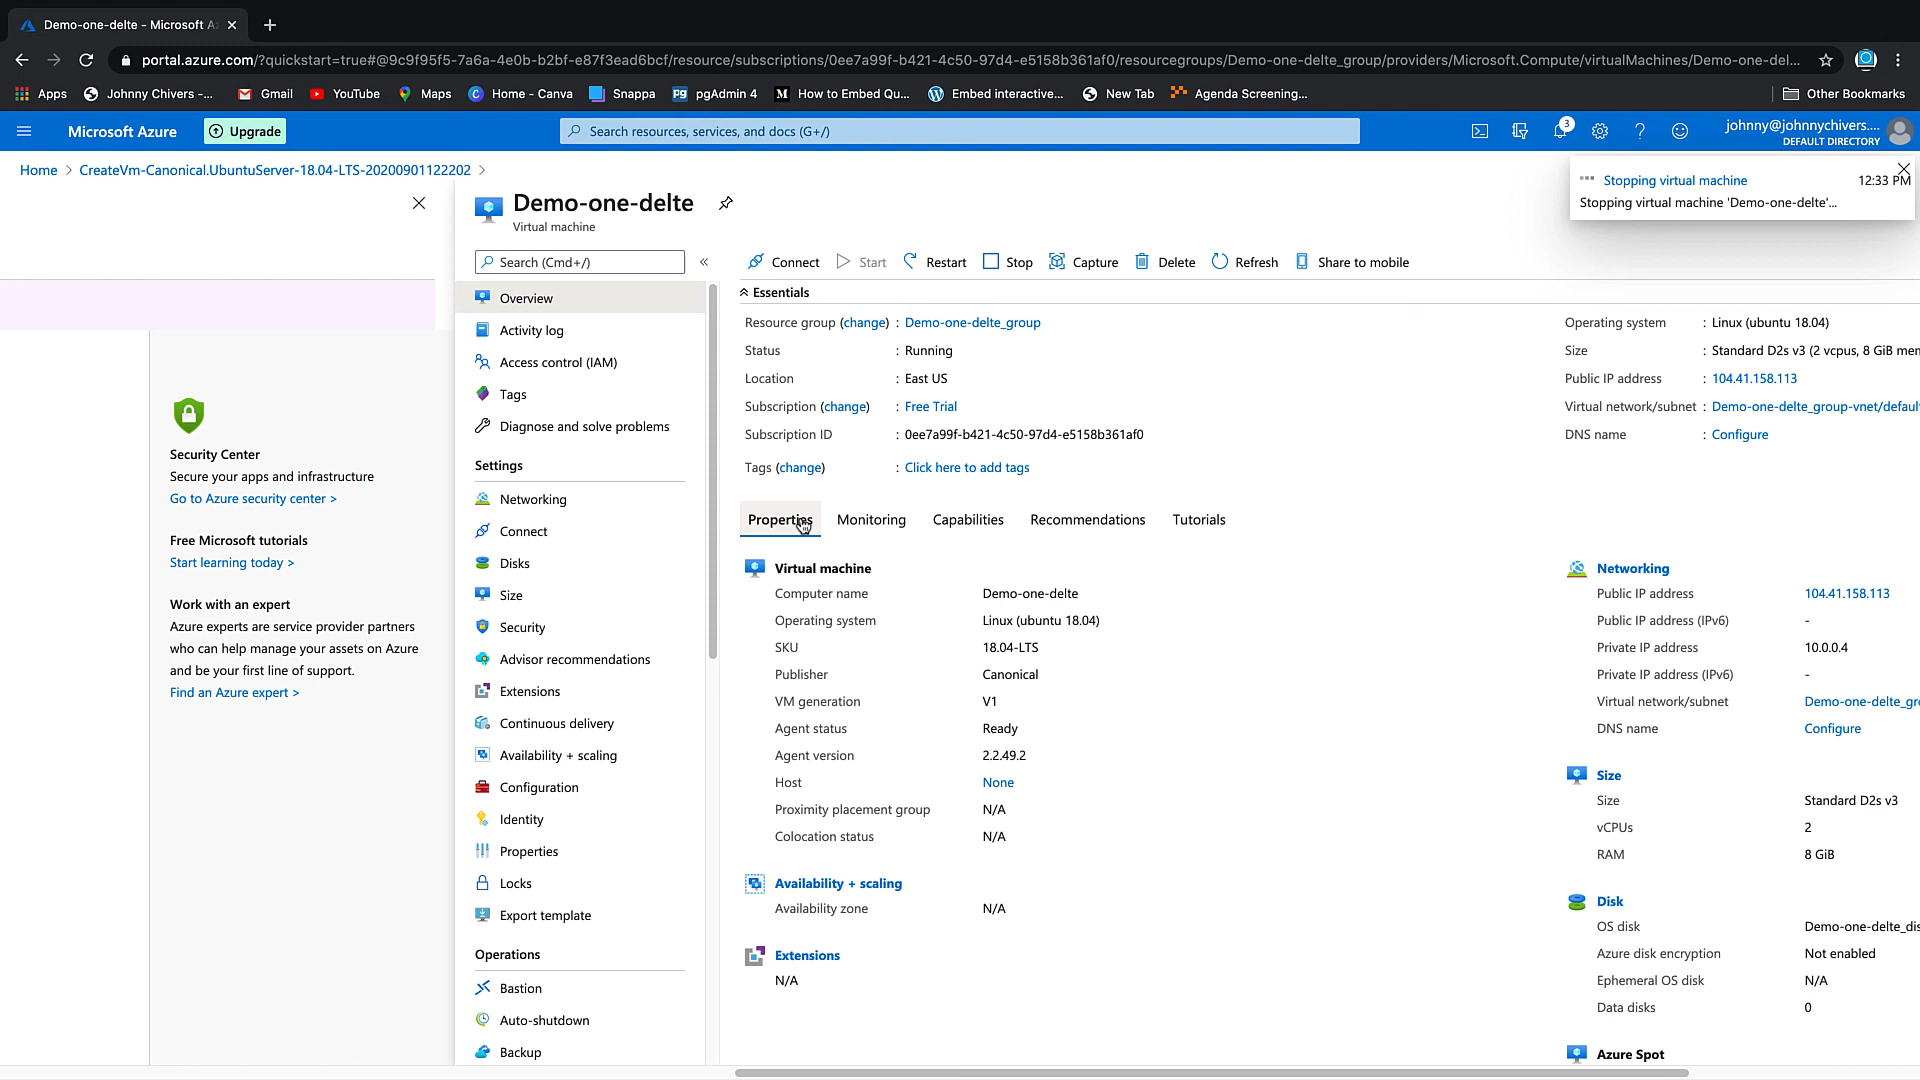 Demo-one-delte - Microsoft A
portal.azure.com/?quickstart=true#@9c9f95f5-7a6a-4e0b-b2bf-e87f3ead6bcf/resource/subscriptions/0ee7a99f-b421-4c50-97d4-e5158b361af0/resourcegroups/Demo-one-delte_group/providers/Microsoft.Compute/virtualMachines/Demo-one-del...
Apps Johnny Chivers -... Gmail YouTube Maps Home - Canva Snappa pgAdmin 4 How to Embed Qu... Embed interactive... New Tab Agenda Screening... Other Bookmarks
Microsoft Azure Upgrade Search resources, services, and docs (G+/) 3 johnny@johnnychivers....
DEFAULT DIRECTORY
Home > CreateVm-Canonical.UbuntuServer-18.04-LTS-20200901122202 >
Stopping virtual machine 12:33 PM
Stopping virtual machine 'Demo-one-delte'...
Demo-one-delte
Virtual machine
Search (Cmd+/) «
Connect Start Restart Stop Capture Delete Refresh Share to mobile
Security Center
Secure your apps and infrastructure
Go to Azure security center >
Free Microsoft tutorials
Start learning today >
Work with an expert
Azure experts are service provider partners
who can help manage your assets on Azure
and be your first line of support.
Find an Azure expert >
Overview
Activity log
Access control (IAM)
Tags
Diagnose and solve problems
Settings
Networking
Connect
Disks
Size
Security
Advisor recommendations
Extensions
Continuous delivery
Availability + scaling
Configuration
Identity
Properties
Locks
Export template
Operations
Bastion
Auto-shutdown
Backup
Essentials
Resource group (change) : Demo-one-delte_group
Status : Running
Location : East US
Subscription (change) : Free Trial
Subscription ID : 0ee7a99f-b421-4c50-97d4-e5158b361af0
Tags (change) : Click here to add tags
Operating system : Linux (ubuntu 18.04)
Size : Standard D2s v3 (2 vcpus, 8 GiB mem
Public IP address : 104.41.158.113
Virtual network/subnet : Demo-one-delte_group-vnet/defaul
DNS name : Configure
Properties Monitoring Capabilities Recommendations Tutorials
Virtual machine
Computer name Demo-one-delte
Operating system Linux (ubuntu 18.04)
SKU 18.04-LTS
Publisher Canonical
VM generation V1
Agent status Ready
Agent version 2.2.49.2
Host None
Proximity placement group N/A
Colocation status N/A
Availability + scaling
Availability zone N/A
Extensions
N/A
Networking
Public IP address 104.41.158.113
Public IP address (IPv6) -
Private IP address 10.0.0.4
Private IP address (IPv6) -
Virtual network/subnet Demo-one-delte_gro
DNS name Configure
Size
Size Standard D2s v3
vCPUs 2
RAM 8 GiB
Disk
OS disk Demo-one-delte_dis
Azure disk encryption Not enabled
Ephemeral OS disk N/A
Data disks 0
Azure Spot